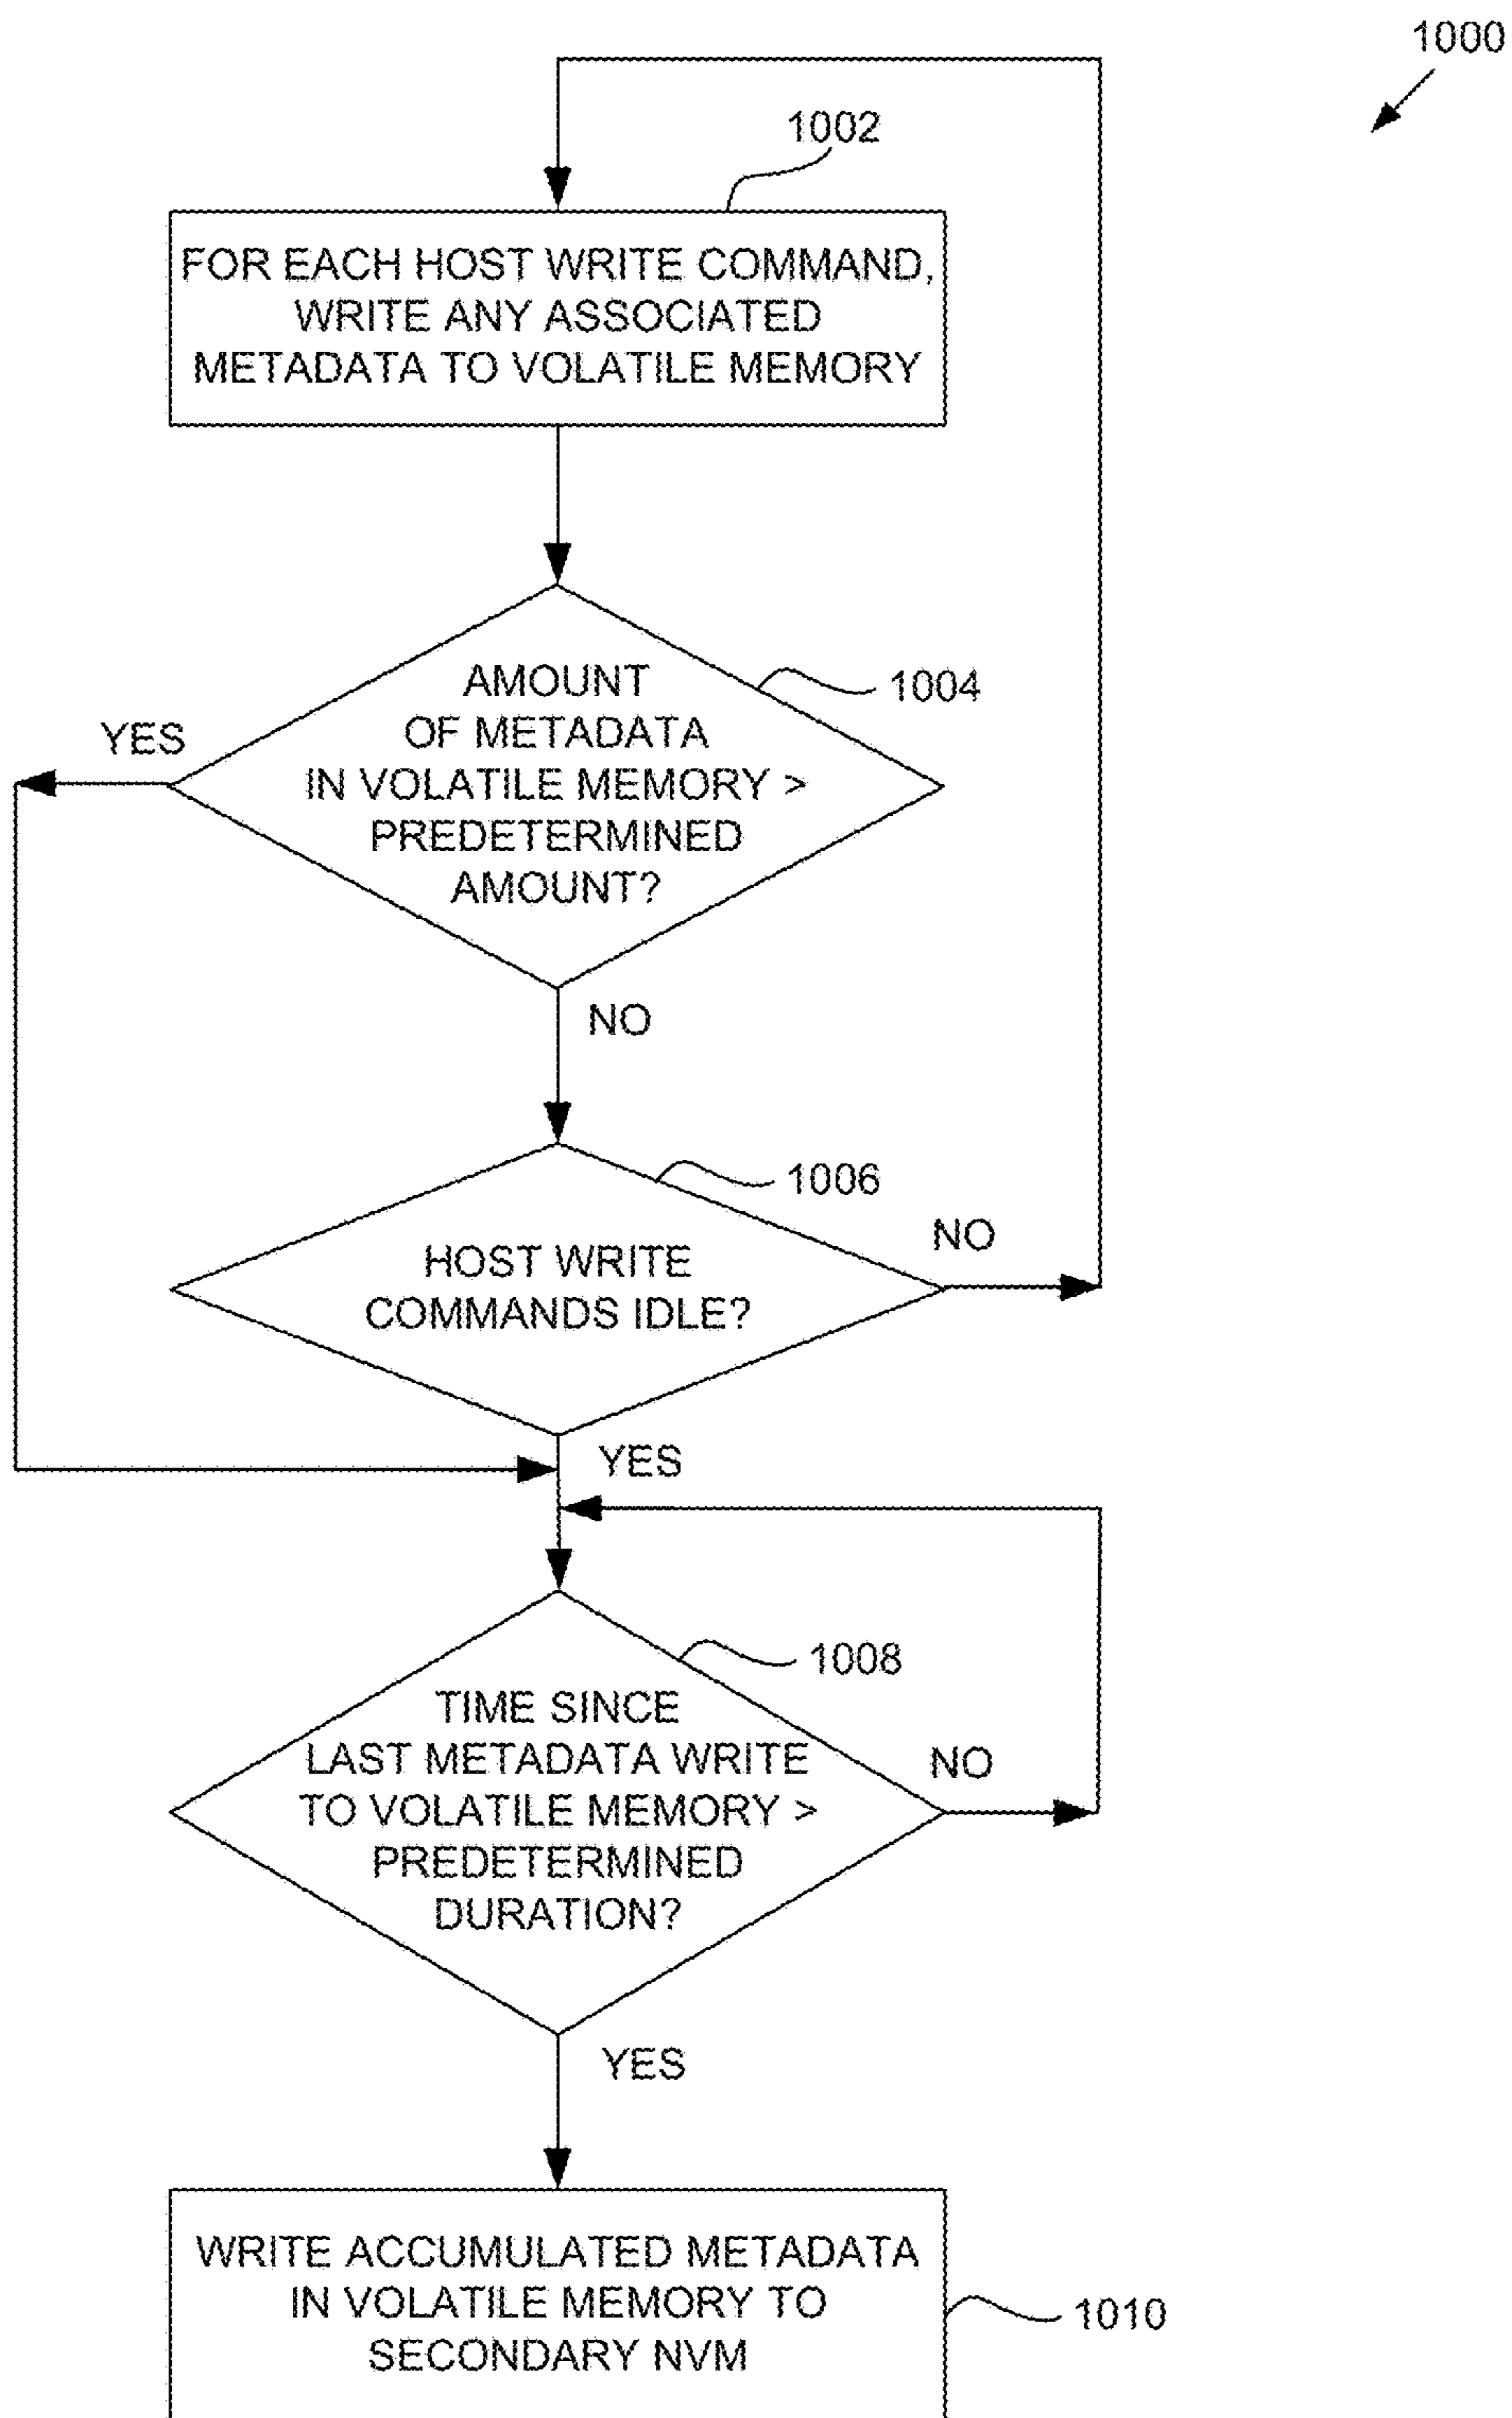 1000
1002
FOR EACH HOST WRITE COMMAND,
WRITE ANY ASSOCIATED
METADATA TO VOLATILE MEMORY
AMOUNT
OF METADATA
IN VOLATILE MEMORY >
PREDETERMINED
AMOUNT?
1004
YES
NO
1006
HOST WRITE
COMMANDS IDLE?
NO
YES
1008
TIME SINCE
LAST METADATA WRITE
TO VOLATILE MEMORY >
PREDETERMINED
DURATION?
NO
YES
WRITE ACCUMULATED METADATA
IN VOLATILE MEMORY TO
SECONDARY NVM
1010